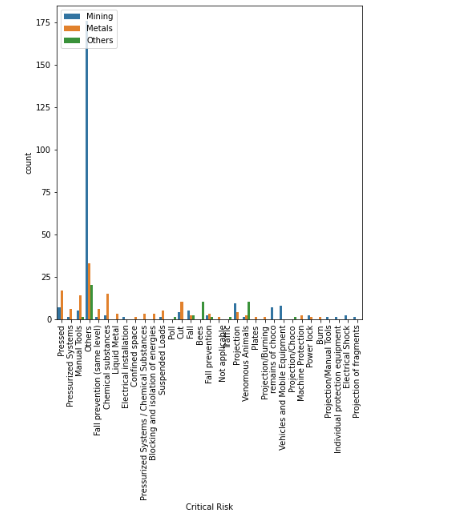 Mining
Metals
Others
175
150
125
100
75
50
25
0
count
Pressed
Pressurized Systems
Manual Tools
Others
Fall prevention (same level)
Chemical substances
Liquid Metal
Electrical installation
Confined space
Pressurized Systems / Chemical Substances
Blocking and isolation of energies
Suspended Loads
Poll
Cut
Fall
Bees
Fall prevention
Not applicable
Traffic
Projection
Venomous Animals
Plates
Projection/Burning
remains of choco
Vehicles and Mobile Equipment
Projection/Choco
Machine Protection
Power lock
Burn
Projection/Manual Tools
Individual protection equipment
Electrical Shock
Projection of fragments
Critical Risk